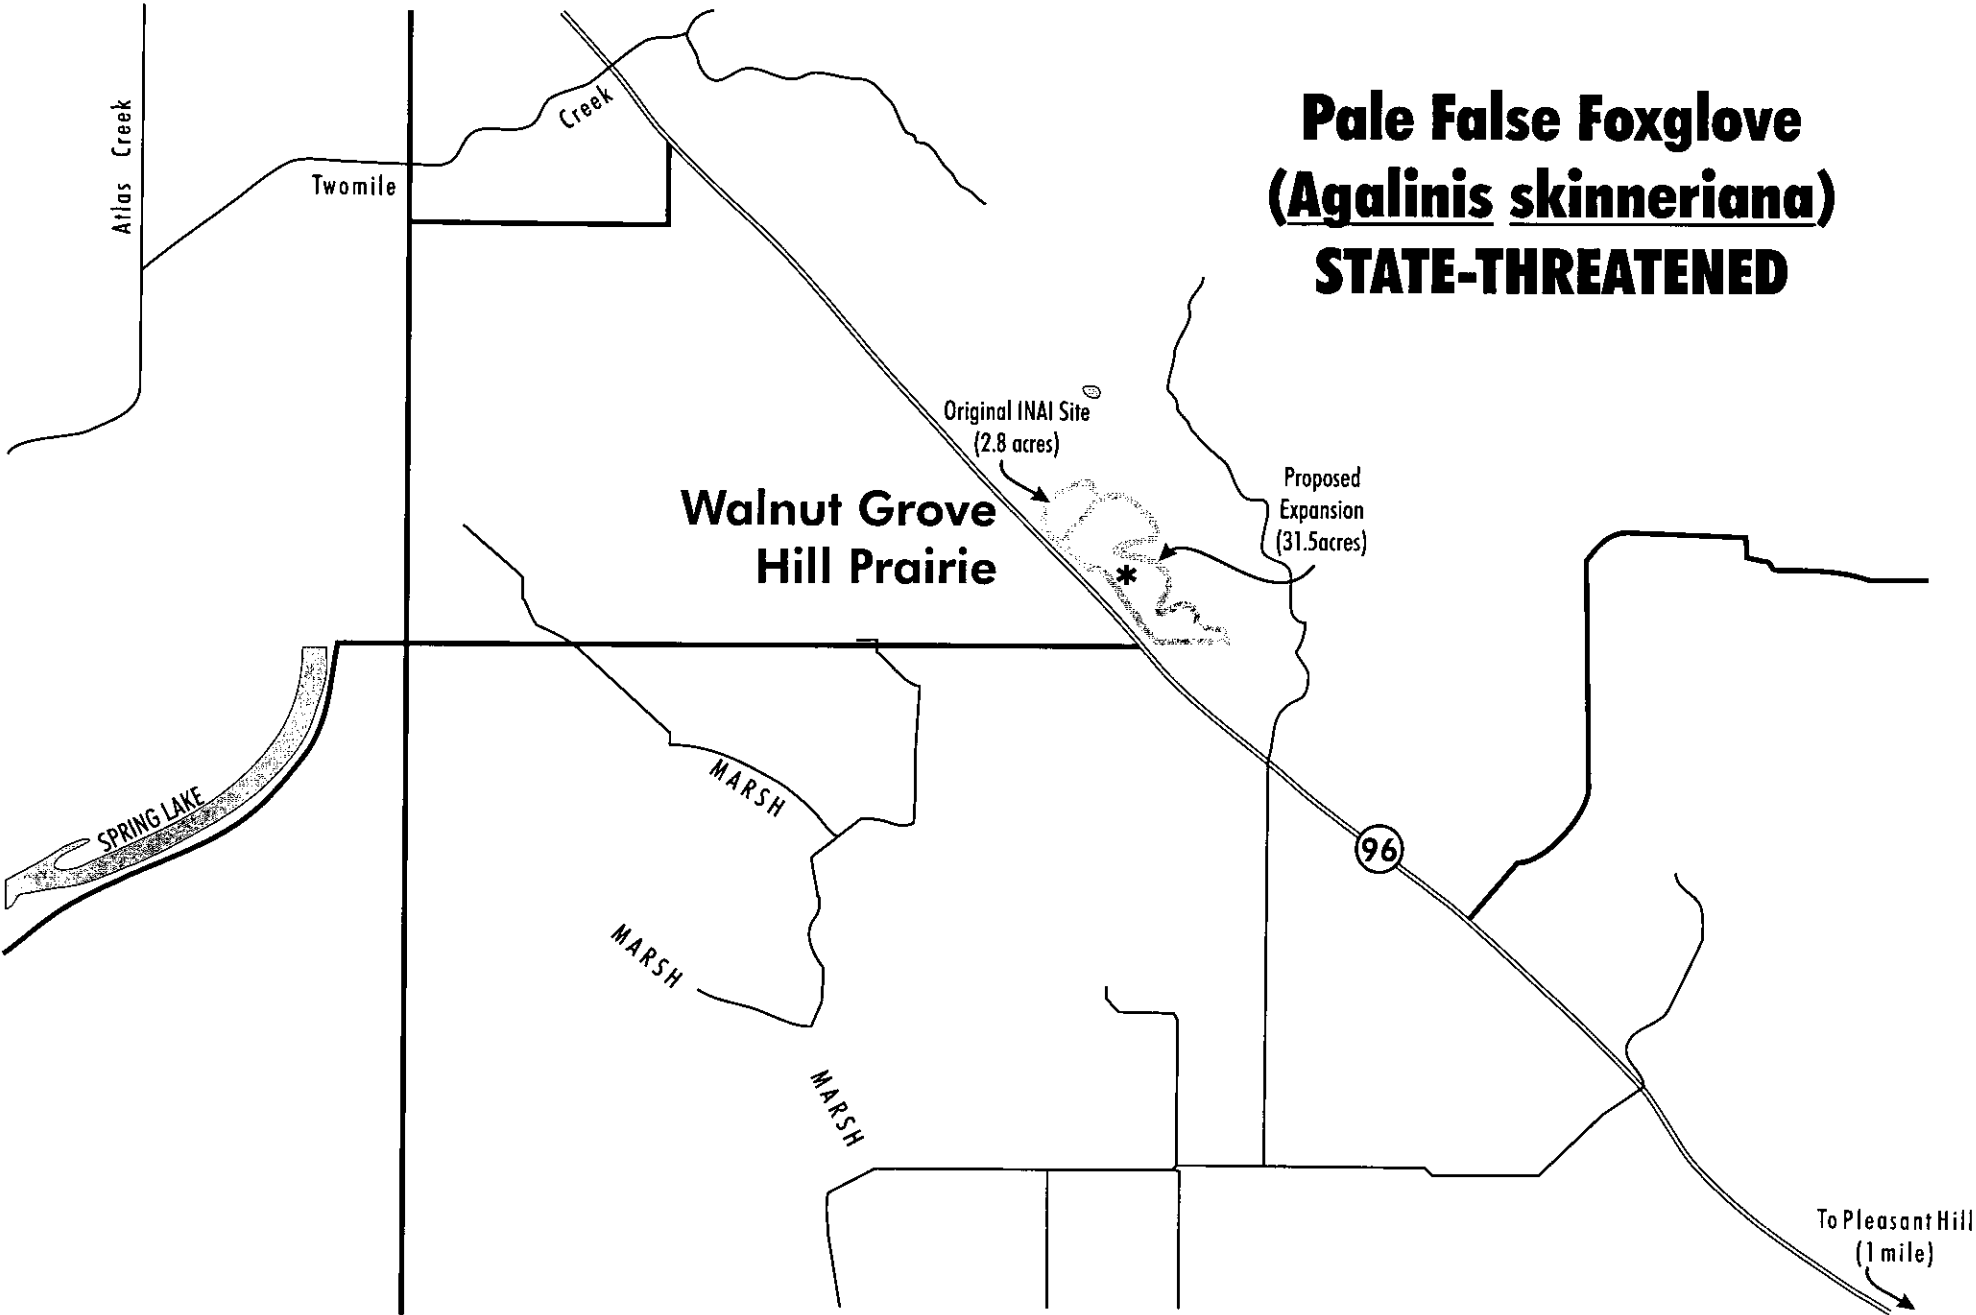 Pale False Foxglove
(Agalinis skinneriana)
STATE-THREATENED
Atlas Creek
Twomile
Creek
Original INAI Site
(2.8 acres)
Proposed
Expansion
(31.5acres)
Walnut Grove
Hill Prairie
*
SPRING LAKE
MARSH
MARSH
MARSH
96
To Pleasant Hill
(1 mile)